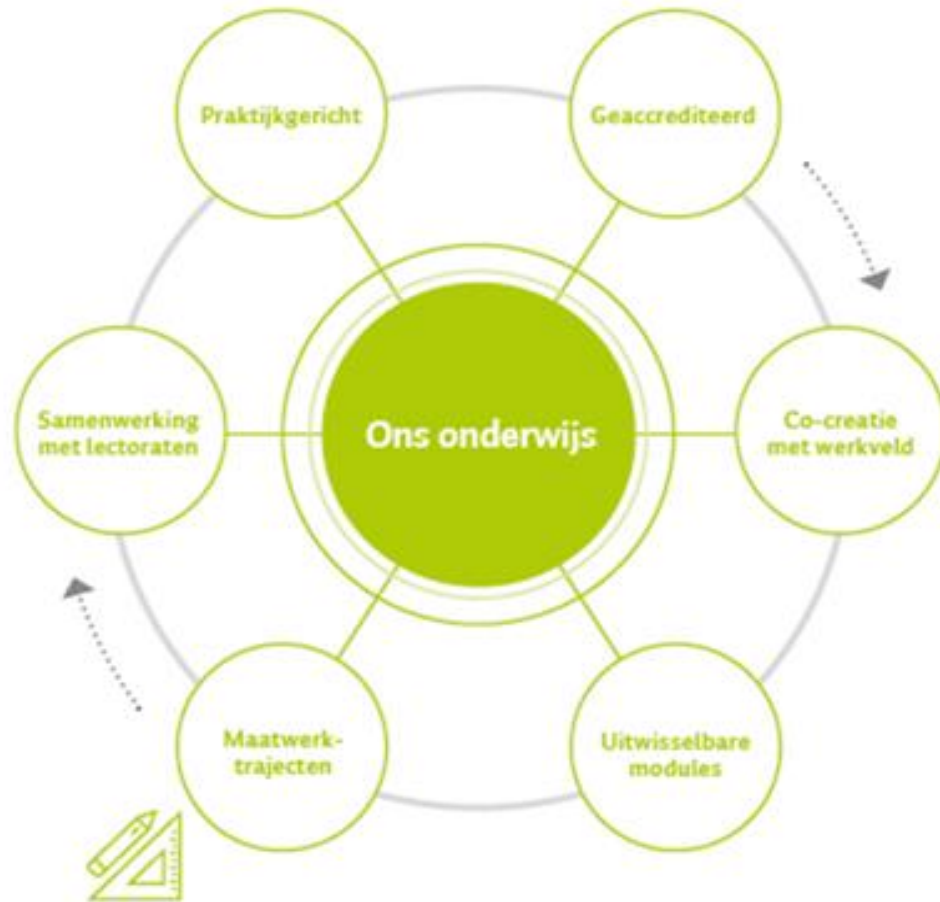 Praktijkgericht
Geaccrediteerd
Samenwerking
met lectoraten
Ons onderwijs
Co-creatie
met werkveld
Maatwerk-
trajecten
Uitwisselbare
modules